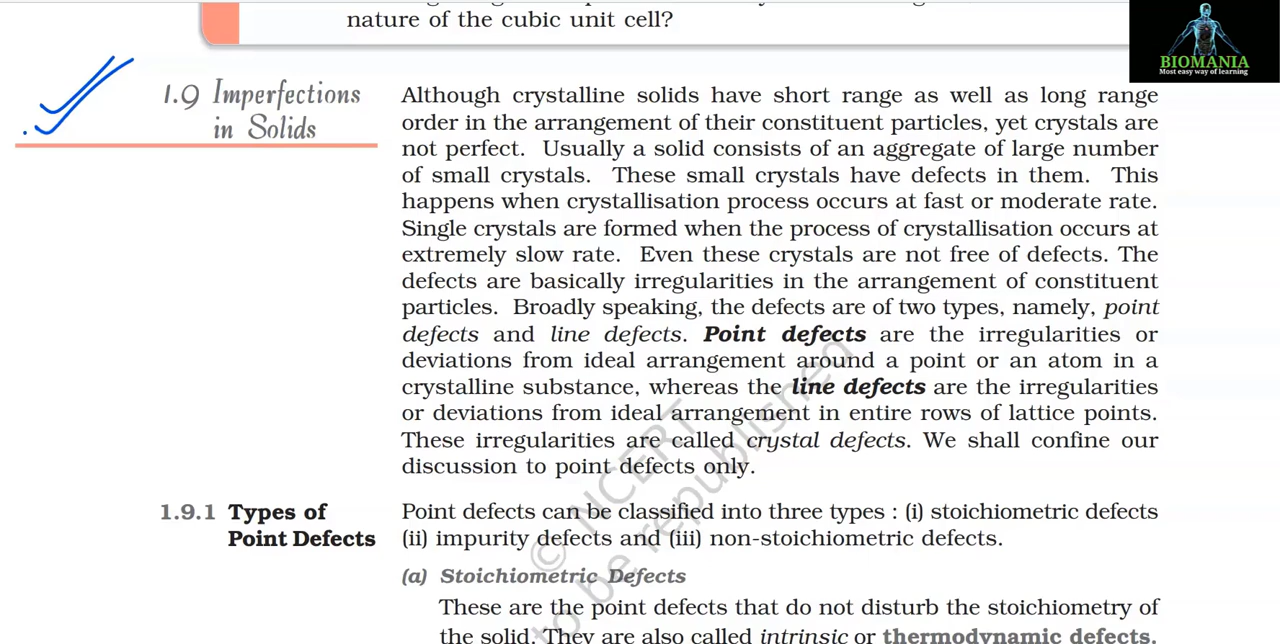 nature of the cubic unit cell?
BIOMANIA
Most easy way of learning
1.9 Imperfections
in Solids
Although crystalline solids have short range as well as long range
order in the arrangement of their constituent particles, yet crystals are
not perfect. Usually a solid consists of an aggregate of large number
of small crystals. These small crystals have defects in them. This
happens when crystallisation process occurs at fast or moderate rate.
Single crystals are formed when the process of crystallisation occurs at
extremely slow rate. Even these crystals are not free of defects. The
defects are basically irregularities in the arrangement of constituent
particles. Broadly speaking, the defects are of two types, namely, point
defects and line defects. Point defects are the irregularities or
deviations from ideal arrangement around a point or an atom in a
crystalline substance, whereas the line defects are the irregularities
or deviations from ideal arrangement in entire rows of lattice points.
These irregularities are called crystal defects. We shall confine our
discussion to point defects only.
1.9.1 Types of
Point Defects
Point defects can be classified into three types : (i) stoichiometric defects
(ii) impurity defects and (iii) non-stoichiometric defects.
(a) Stoichiometric Defects
These are the point defects that do not disturb the stoichiometry of
the solid. They are also called intrinsic or thermodynamic defects.
© NCERT
to be republished